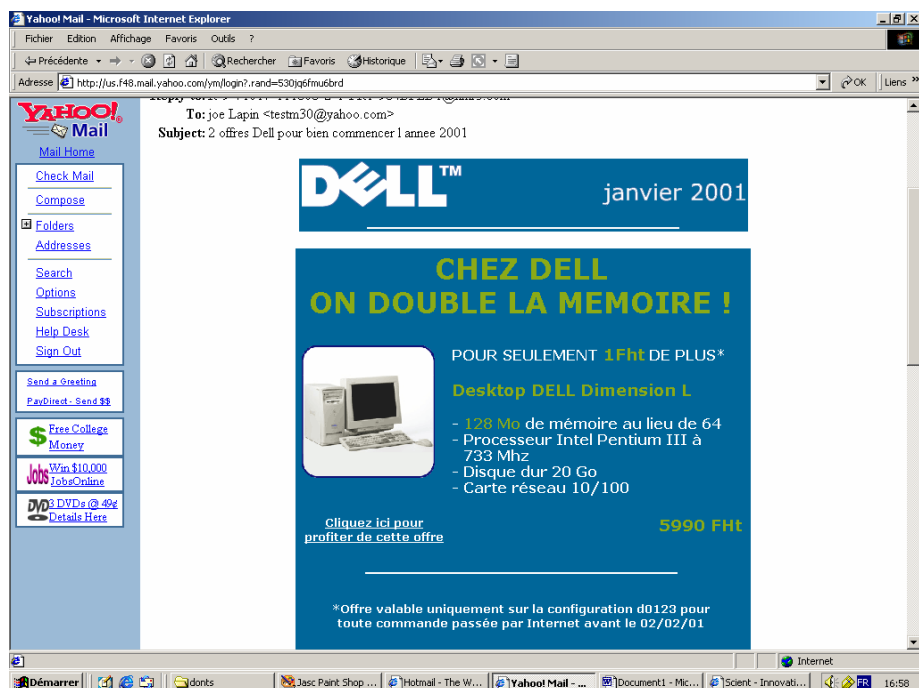 Yahoo! Mail - Microsoft Internet Explorer
Fichier Edition Affichage Favoris Outils ?
Précédente Rechercher Favoris Historique
Adresse http://us.f48.mail.yahoo.com/ym/login?.rand=530jq6fmu6brd OK Liens »
YAHOO! Mail
Mail Home
Check Mail
Compose
Folders
Addresses
Search
Options
Subscriptions
Help Desk
Sign Out
Send a Greeting
PayDirect - Send $$
$ Free College
Money
Jobs Win $10,000
JobsOnline
DVD 3 DVDs @ 49¢
Details Here
To: joe Lapin <testm30@yahoo.com>
Subject: 2 offres Dell pour bien commencer l annee 2001
DELL™ janvier 2001
CHEZ DELL
ON DOUBLE LA MEMOIRE !
POUR SEULEMENT 1Fht DE PLUS*
Desktop DELL Dimension L
- 128 Mo de mémoire au lieu de 64
- Processeur Intel Pentium III à
733 Mhz
- Disque dur 20 Go
- Carte réseau 10/100
Cliquez ici pour
profiter de cette offre
5990 FHt
*Offre valable uniquement sur la configuration d0123 pour
toute commande passée par Internet avant le 02/02/01
Internet
Démarrer donts Jasc Paint Shop ... Hotmail - The W... Yahoo! Mail - ... Document1 - Mic... Scient - Innovati... FR 16:58